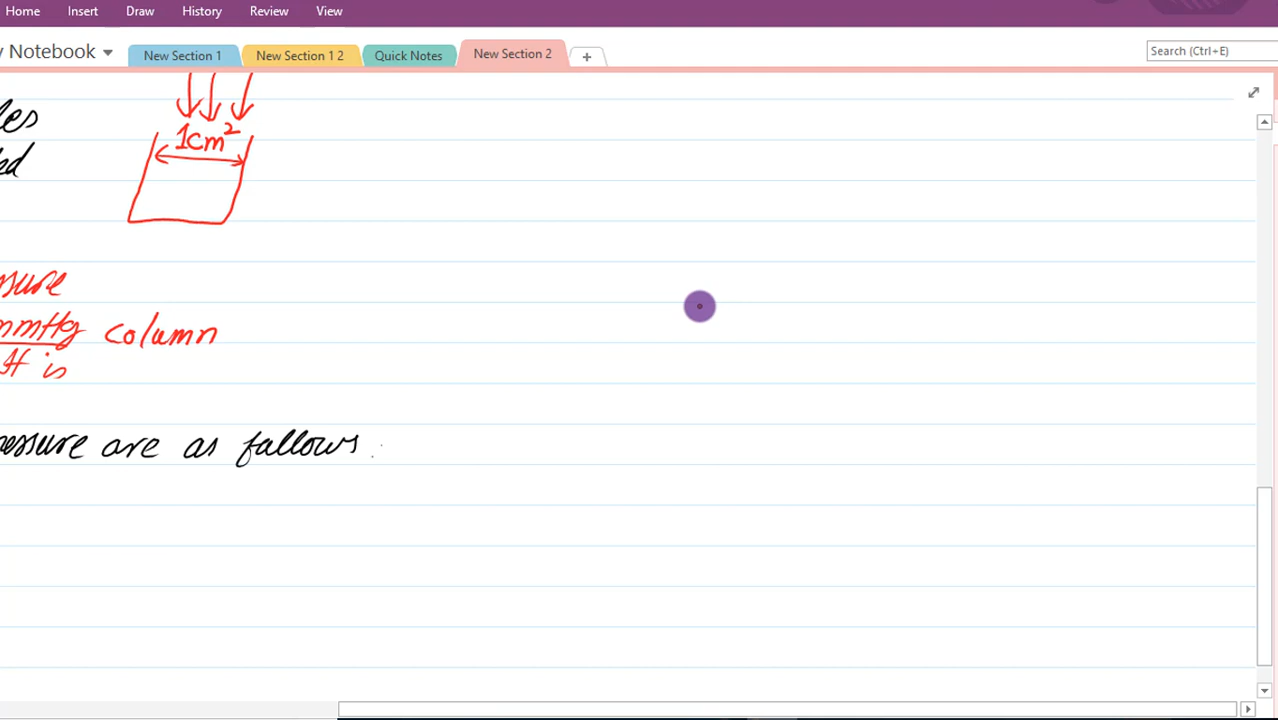 Home Insert Draw History Review View
y Notebook New Section 1 New Section 1 2 Quick Notes New Section 2 + Search (Ctrl+E)
les
1cm²
ed
ssure
mmHg column
It is
essure are as fallows :